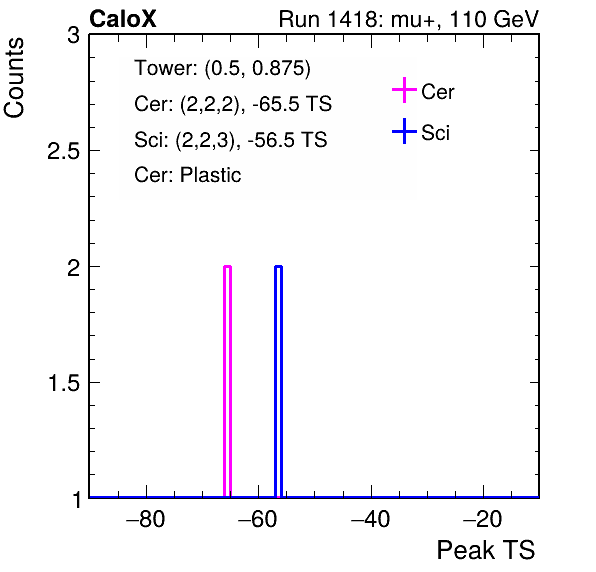 CaloX Run 1418: mu+, 110 GeV
Counts
3
2.5
2
1.5
1
Tower: (0.5, 0.875)
Cer: (2,2,2), -65.5 TS
Sci: (2,2,3), -56.5 TS
Cer: Plastic
Cer
Sci
−80 −60 −40 −20
Peak TS